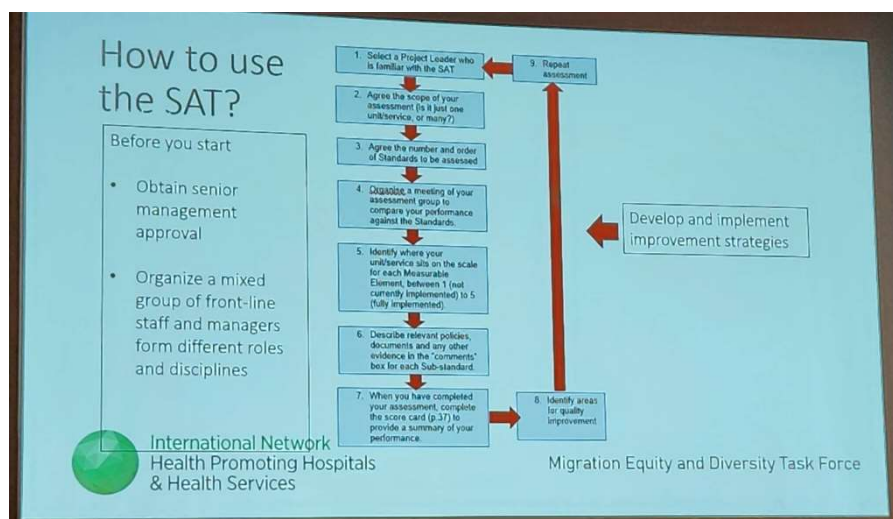 How to use
the SAT?
Before you start
• Obtain senior
management
approval
• Organize a mixed
group of front-line
staff and managers
form different roles
and disciplines
1. Select a Project Leader who
is familiar with the SAT
2. Agree the scope of your
assessment (is it just one
unit/service, or many?)
3. Agree the number and order
of Standards to be assessed
4. Organise a meeting of your
assessment group to
compare your performance
against the Standards.
5. Identify where your
unit/service sits on the scale
for each Measurable
Element, between 1 (not
currently implemented) to 5
(fully implemented).
6. Describe relevant policies,
documents and any other
evidence in the "comments"
box for each Sub-standard.
7. When you have completed
your assessment, complete
the score card (p.37) to
provide a summary of your
performance.
8. Identify areas
for quality
improvement
9. Repeat
assessment
Develop and implement
improvement strategies
International Network
Health Promoting Hospitals
& Health Services
Migration Equity and Diversity Task Force